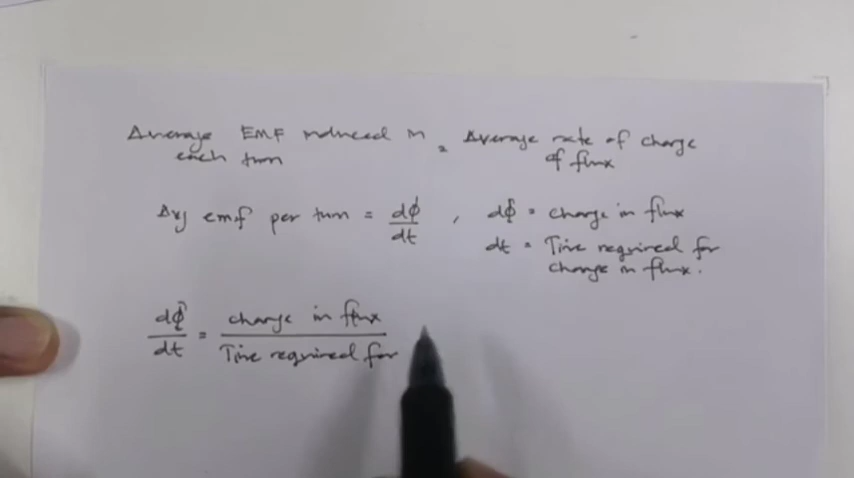 Average EMF induced in = Average rate of change
each turn of flux
Avg emf per turn = dϕ/dt , dϕ = change in flux
dt = Time required for
change in flux.
dϕ/dt = change in flux / Time required for